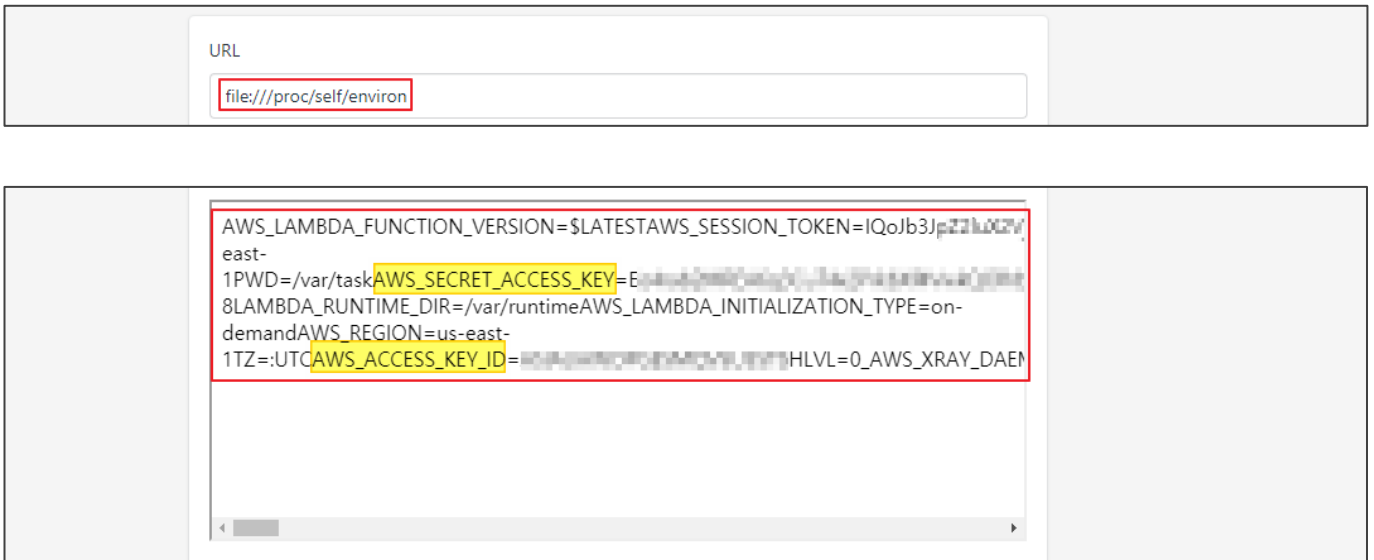 URL
file:///proc/self/environ
AWS_LAMBDA_FUNCTION_VERSION=$LATESTAWS_SESSION_TOKEN=IQoJb3J
east-
1PWD=/var/taskAWS_SECRET_ACCESS_KEY=E
8LAMBDA_RUNTIME_DIR=/var/runtimeAWS_LAMBDA_INITIALIZATION_TYPE=on-
demandAWS_REGION=us-east-
1TZ=:UTCAWS_ACCESS_KEY_ID=
HLVL=0_AWS_XRAY_DAE